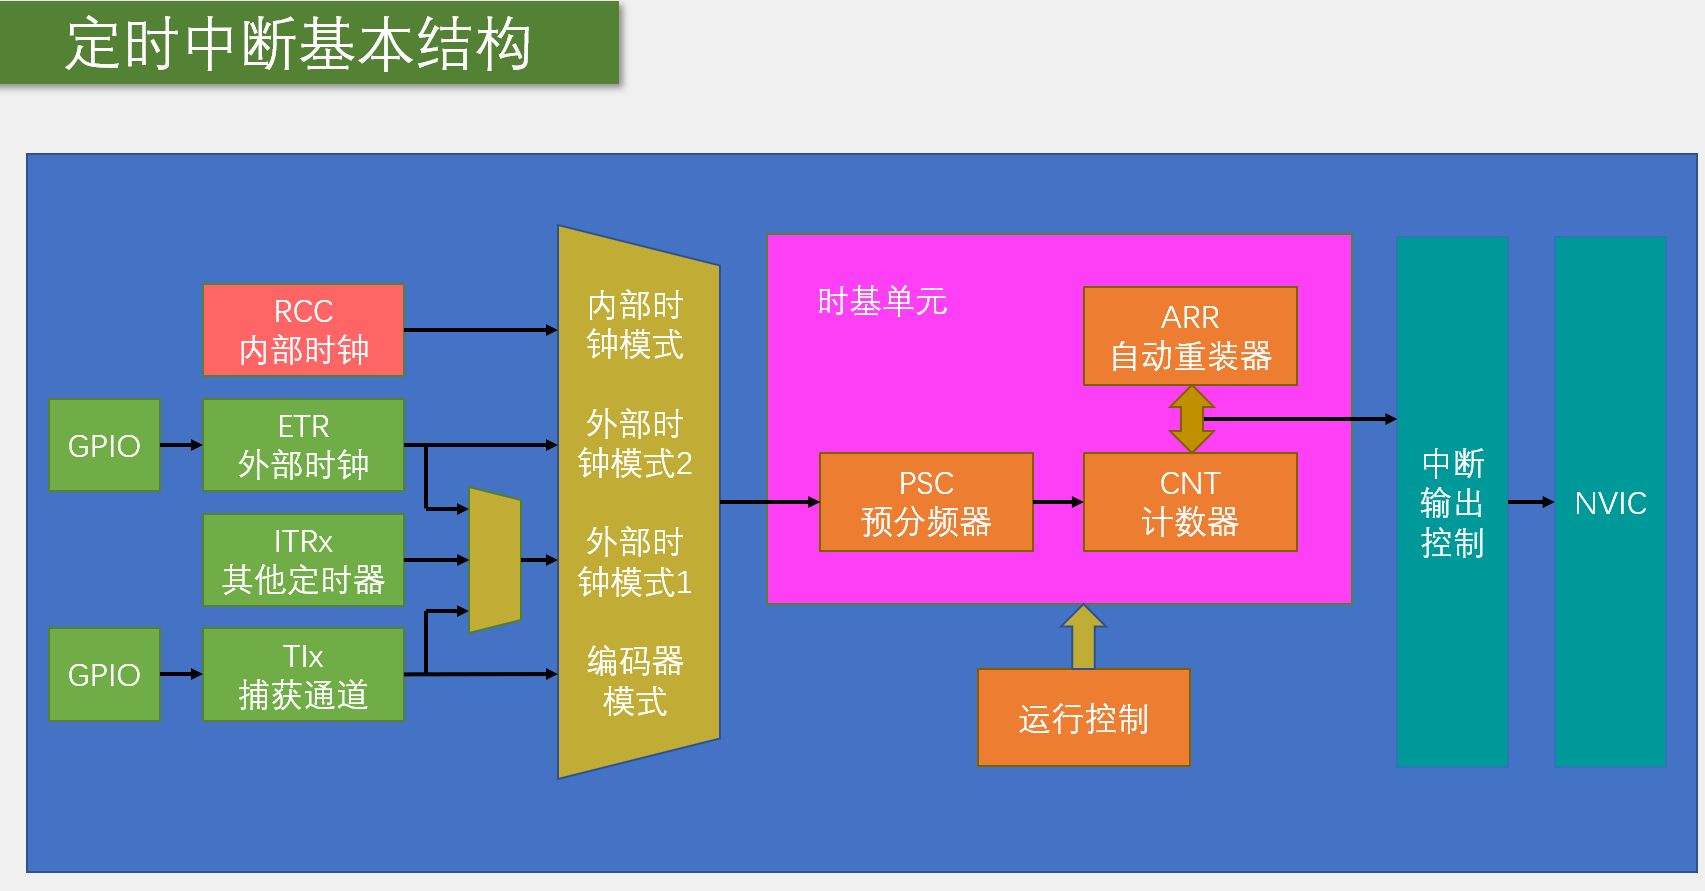 定时中断基本结构
RCC
内部时钟
GPIO
ETR
外部时钟
ITRx
其他定时器
GPIO
TIx
捕获通道
内部时
钟模式
外部时
钟模式2
外部时
钟模式1
编码器
模式
时基单元
ARR
自动重装器
PSC
预分频器
CNT
计数器
运行控制
中断
输出
控制
NVIC